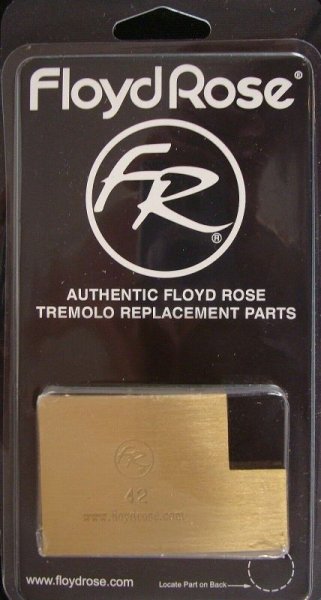 FloydRose®
FR®
AUTHENTIC FLOYD ROSE
TREMOLO REPLACEMENT PARTS
FR
42
www.floydrose.com
www.floydrose.com
Locate Part on Back